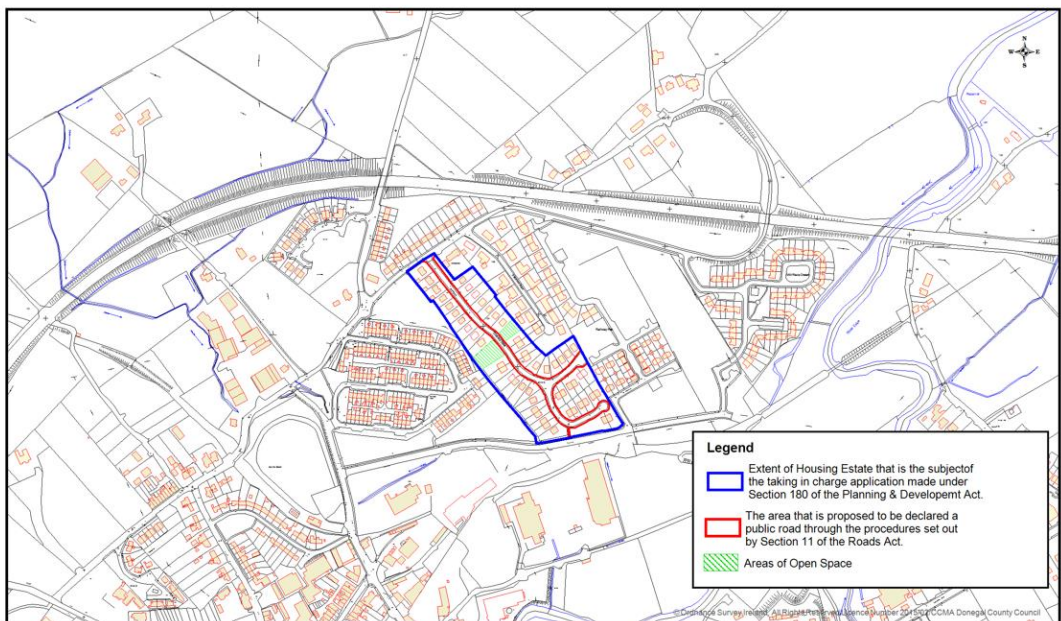 N
W E
S
Legend
Extent of Housing Estate that is the subjectof
the taking in charge application made under
Section 180 of the Planning & Developemt Act.
The area that is proposed to be declared a
public road through the procedures set out
by Section 11 of the Roads Act.
Areas of Open Space
© Ordnance Survey Ireland. All Rights Reserved. Licence Number 2015/02/CCMA Donegal County Council